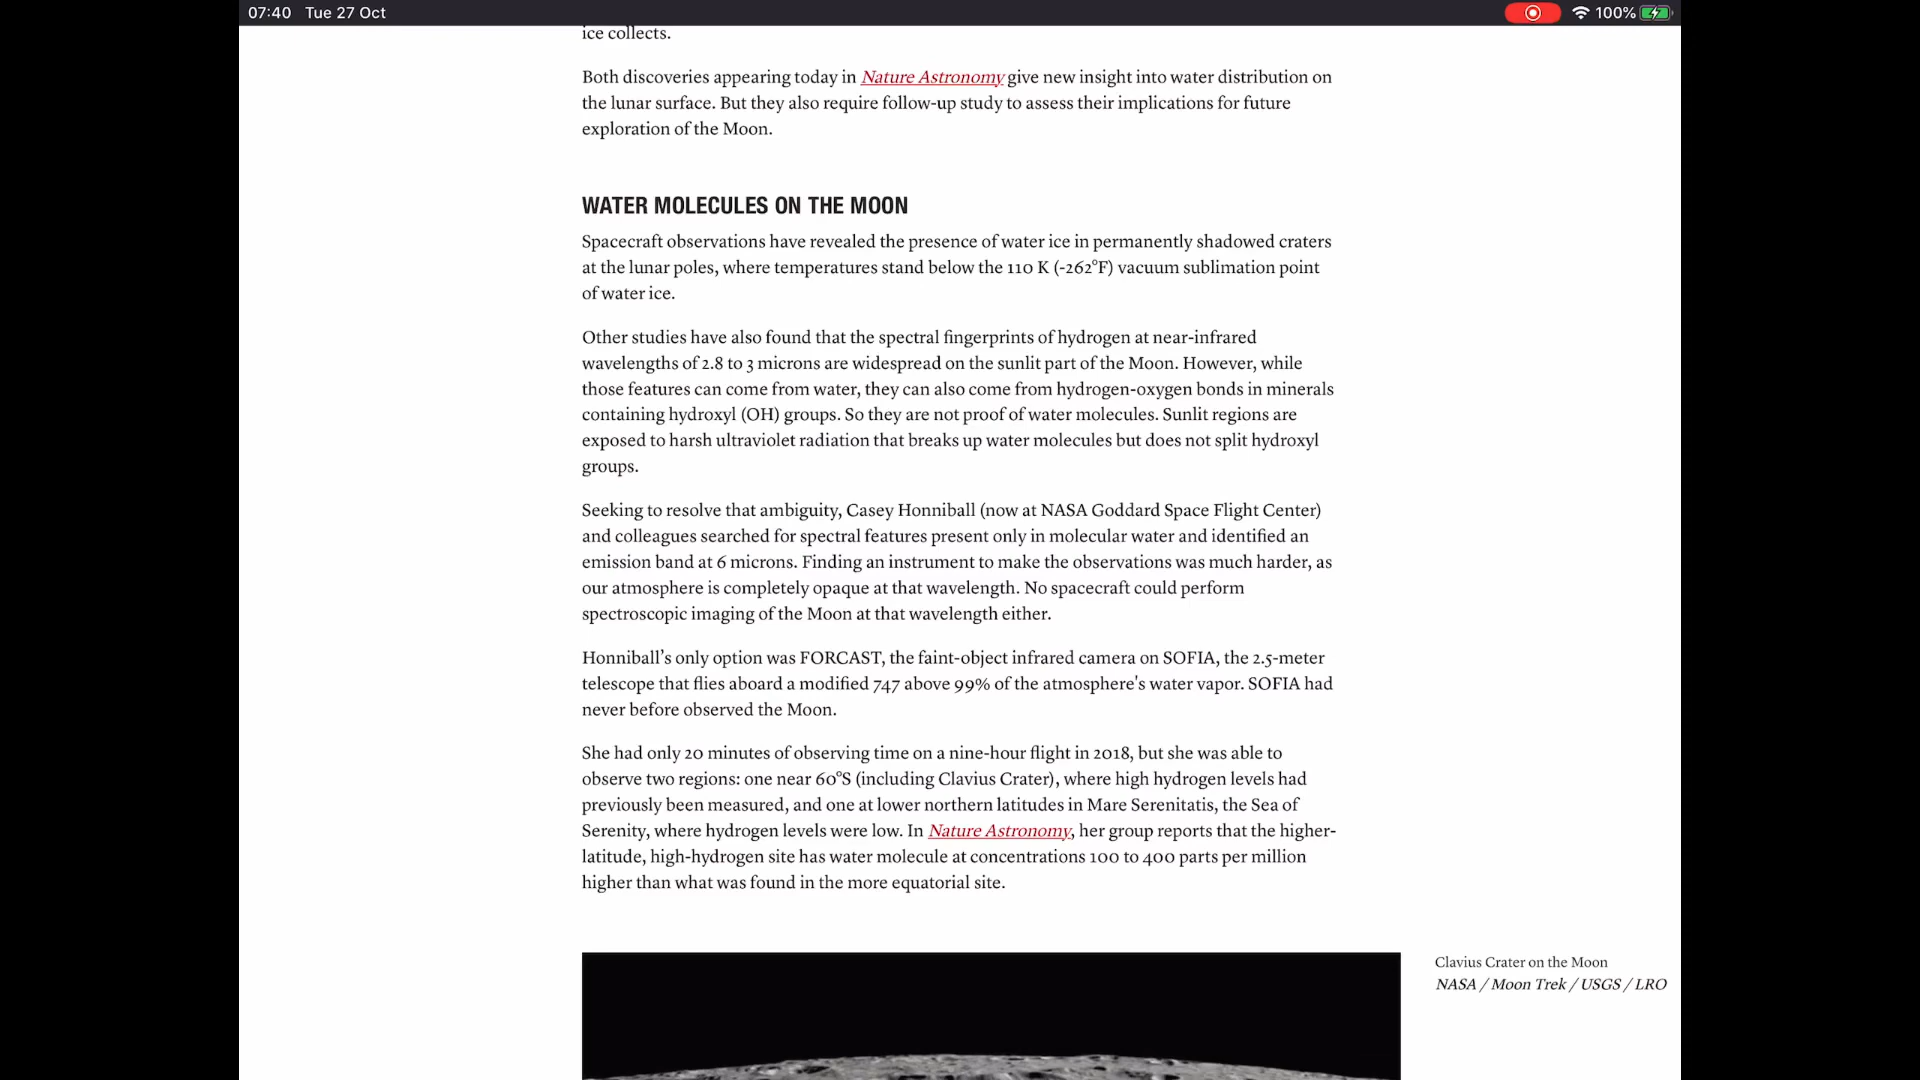 07:40 Tue 27 Oct
100%
ice collects.
Both discoveries appearing today in Nature Astronomy give new insight into water distribution on
the lunar surface. But they also require follow-up study to assess their implications for future
exploration of the Moon.
WATER MOLECULES ON THE MOON
Spacecraft observations have revealed the presence of water ice in permanently shadowed craters
at the lunar poles, where temperatures stand below the 110 K (-262°F) vacuum sublimation point
of water ice.
Other studies have also found that the spectral fingerprints of hydrogen at near-infrared
wavelengths of 2.8 to 3 microns are widespread on the sunlit part of the Moon. However, while
those features can come from water, they can also come from hydrogen-oxygen bonds in minerals
containing hydroxyl (OH) groups. So they are not proof of water molecules. Sunlit regions are
exposed to harsh ultraviolet radiation that breaks up water molecules but does not split hydroxyl
groups.
Seeking to resolve that ambiguity, Casey Honniball (now at NASA Goddard Space Flight Center)
and colleagues searched for spectral features present only in molecular water and identified an
emission band at 6 microns. Finding an instrument to make the observations was much harder, as
our atmosphere is completely opaque at that wavelength. No spacecraft could perform
spectroscopic imaging of the Moon at that wavelength either.
Honniball’s only option was FORCAST, the faint-object infrared camera on SOFIA, the 2.5-meter
telescope that flies aboard a modified 747 above 99% of the atmosphere's water vapor. SOFIA had
never before observed the Moon.
She had only 20 minutes of observing time on a nine-hour flight in 2018, but she was able to
observe two regions: one near 60°S (including Clavius Crater), where high hydrogen levels had
previously been measured, and one at lower northern latitudes in Mare Serenitatis, the Sea of
Serenity, where hydrogen levels were low. In Nature Astronomy, her group reports that the higher-
latitude, high-hydrogen site has water molecule at concentrations 100 to 400 parts per million
higher than what was found in the more equatorial site.
Clavius Crater on the Moon
NASA / Moon Trek / USGS / LRO